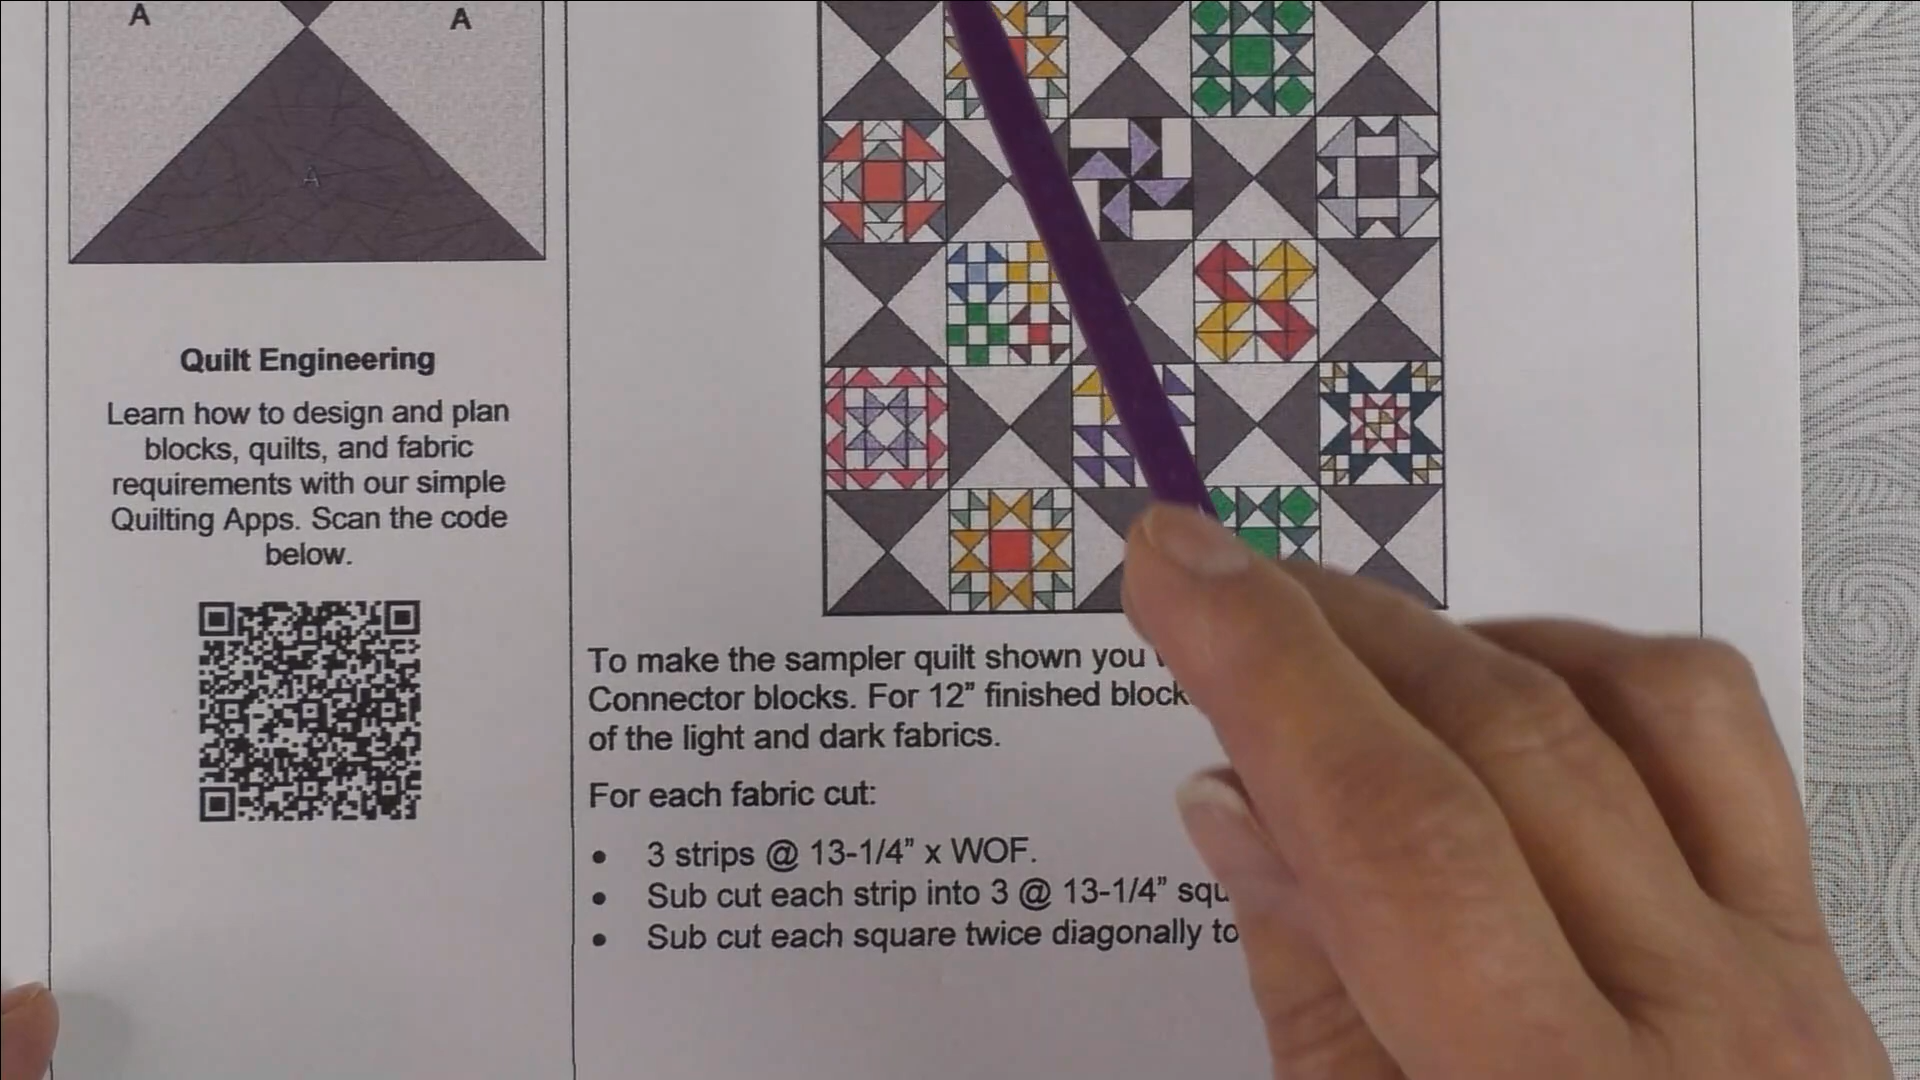 A A
A
Quilt Engineering
Learn how to design and plan
blocks, quilts, and fabric
requirements with our simple
Quilting Apps. Scan the code
below.
To make the sampler quilt shown you
Connector blocks. For 12” finished
of the light and dark fabrics.
For each fabric cut:
• 3 strips @ 13-1/4” x WOF.
• Sub cut each strip into 3 @ 13-1/4”
• Sub cut each square twice diagonally to